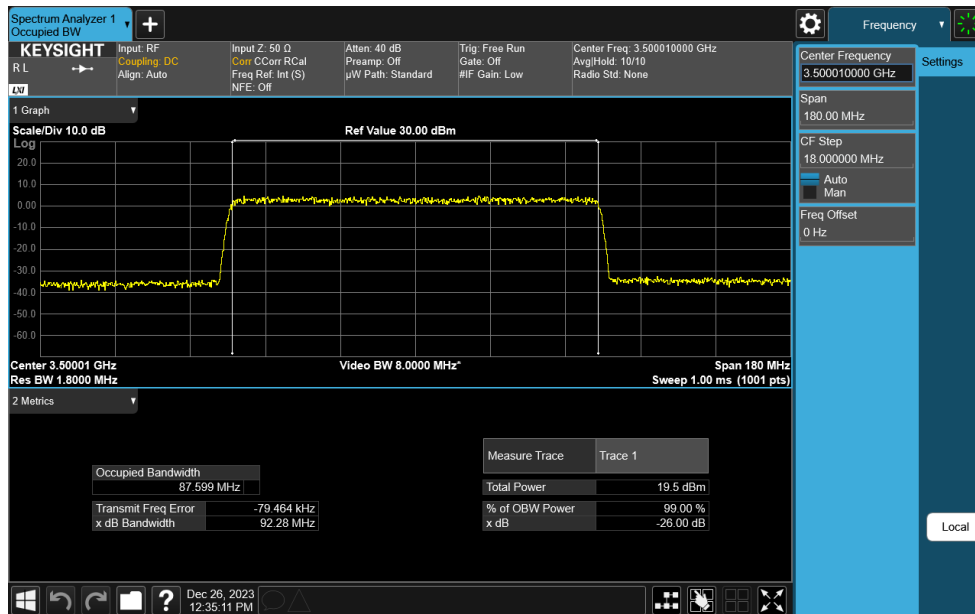 Spectrum Analyzer 1
Occupied BW
+
Frequency
KEYSIGHT
R L
LXI
Input: RF
Coupling: DC
Align: Auto
Input Z: 50 Ω
Corr CCorr RCal
Freq Ref: Int (S)
NFE: Off
Atten: 40 dB
Preamp: Off
µW Path: Standard
Trig: Free Run
Gate: Off
#IF Gain: Low
Center Freq: 3.500010000 GHz
Avg|Hold: 10/10
Radio Std: None
Center Frequency
3.500010000 GHz
Settings
Span
180.00 MHz
CF Step
18.000000 MHz
Auto
Man
Freq Offset
0 Hz
Local
1 Graph
Scale/Div 10.0 dB
Ref Value 30.00 dBm
Log
20.0
10.0
0.00
-10.0
-20.0
-30.0
-40.0
-50.0
-60.0
Center 3.50001 GHz
Video BW 8.0000 MHz*
Span 180 MHz
Res BW 1.8000 MHz
Sweep 1.00 ms (1001 pts)
2 Metrics
Occupied Bandwidth
87.599 MHz
Transmit Freq Error -79.464 kHz
x dB Bandwidth 92.28 MHz
Measure Trace Trace 1
Total Power 19.5 dBm
% of OBW Power 99.00 %
x dB -26.00 dB
?
Dec 26, 2023
12:35:11 PM